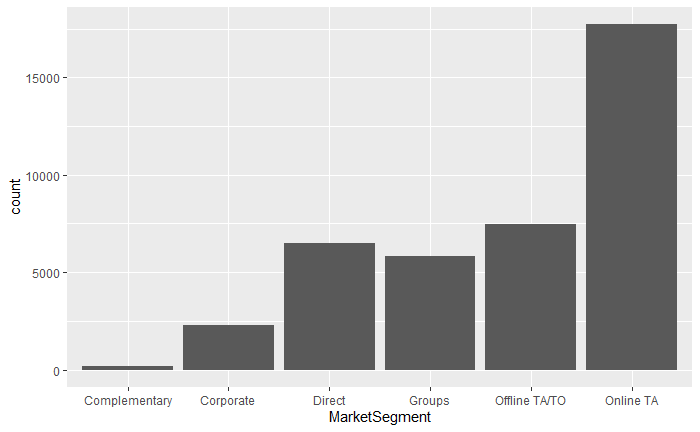 15000
10000
5000
0
count
Complementary Corporate Direct Groups Offline TA/TO Online TA
MarketSegment